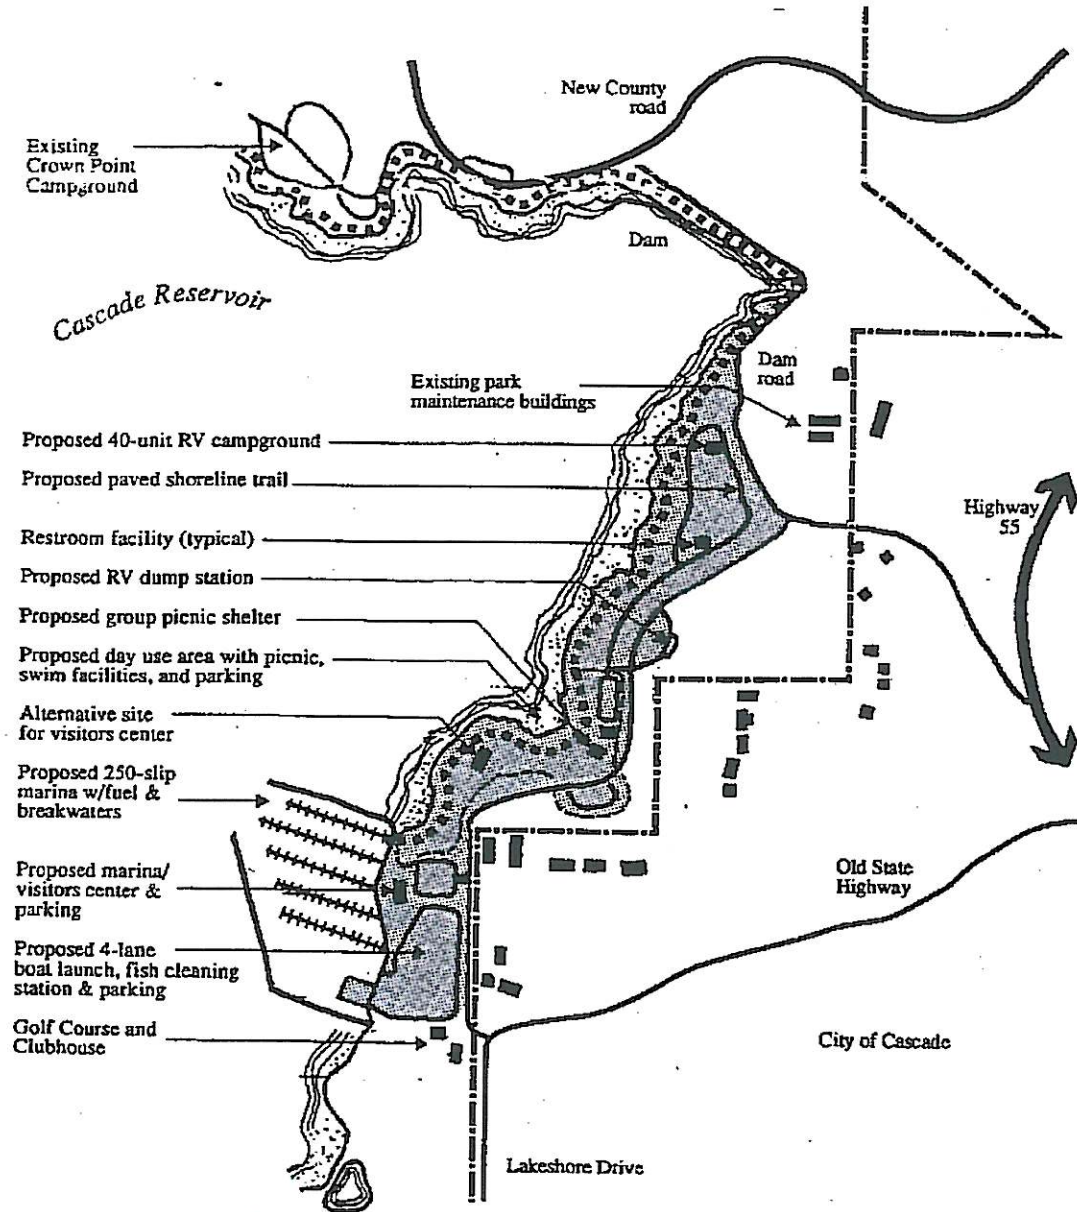 New County
road
Existing
Crown Point
Campground
Dam
Cascade Reservoir
Dam
road
Existing park
maintenance buildings
Proposed 40-unit RV campground
Proposed paved shoreline trail
Highway
55
Restroom facility (typical)
Proposed RV dump station
Proposed group picnic shelter
Proposed day use area with picnic,
swim facilities, and parking
Alternative site
for visitors center
Proposed 250-slip
marina w/fuel &
breakwaters
Proposed marina/
visitors center &
parking
Old State
Highway
Proposed 4-lane
boat launch, fish cleaning
station & parking
Golf Course and
Clubhouse
City of Cascade
Lakeshore Drive